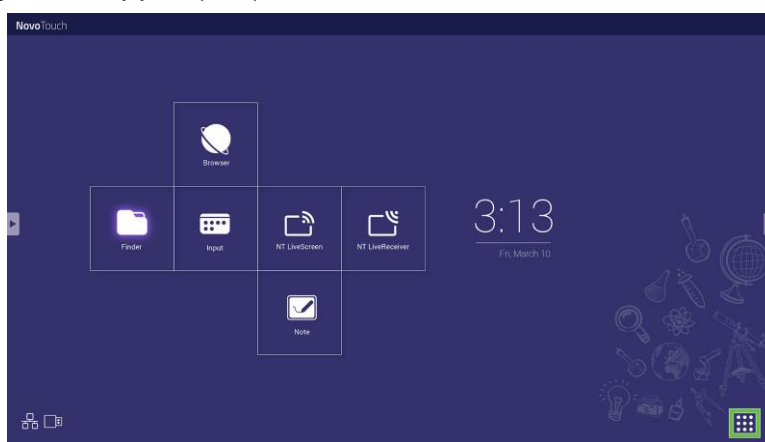 NovoTouch
Browser
Finder
Input
NT LiveScreen
NT LiveReceiver
3:13
Fri, March 10
Note